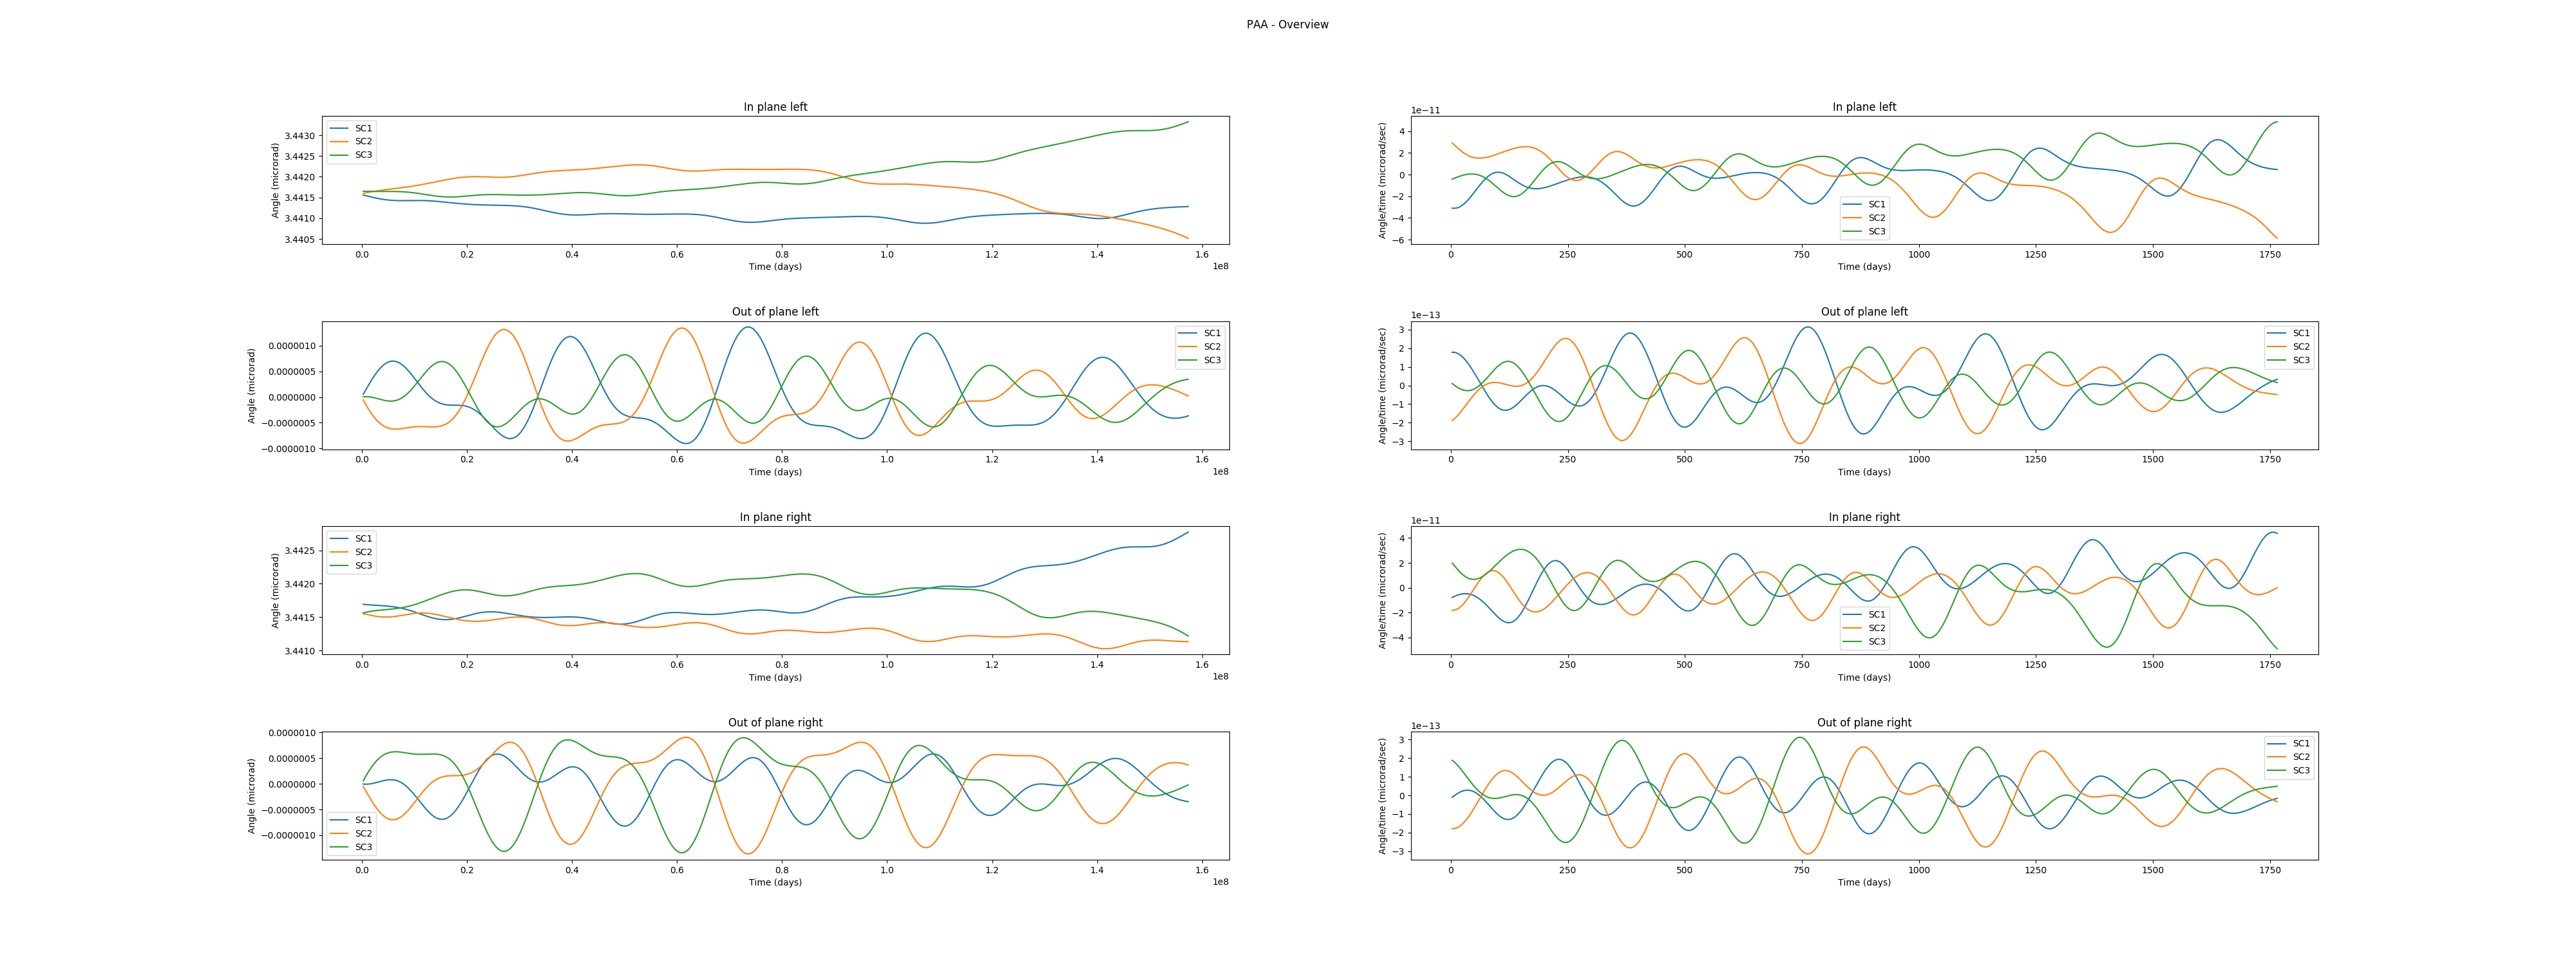 PAA - Overview
In plane left
Angle (microrad)
3.4430
3.4425
3.4420
3.4415
3.4410
3.4405
SC1
SC2
SC3
0.0 0.2 0.4 0.6 0.8 1.0 1.2 1.4 1.6
1e8
Time (days)
In plane left
1e−11
Angle/time (microrad/sec)
4
2
0
−2
−4
−6
SC1
SC2
SC3
0 250 500 750 1000 1250 1500 1750
Time (days)
Out of plane left
Angle (microrad)
0.0000010
0.0000005
0.0000000
−0.0000005
−0.0000010
SC1
SC2
SC3
0.0 0.2 0.4 0.6 0.8 1.0 1.2 1.4 1.6
1e8
Time (days)
Out of plane left
1e−13
Angle/time (microrad/sec)
3
2
1
0
−1
−2
−3
SC1
SC2
SC3
0 250 500 750 1000 1250 1500 1750
Time (days)
In plane right
Angle (microrad)
3.4425
3.4420
3.4415
3.4410
SC1
SC2
SC3
0.0 0.2 0.4 0.6 0.8 1.0 1.2 1.4 1.6
1e8
Time (days)
In plane right
1e−11
Angle/time (microrad/sec)
4
2
0
−2
−4
SC1
SC2
SC3
0 250 500 750 1000 1250 1500 1750
Time (days)
Out of plane right
Angle (microrad)
0.0000010
0.0000005
0.0000000
−0.0000005
−0.0000010
SC1
SC2
SC3
0.0 0.2 0.4 0.6 0.8 1.0 1.2 1.4 1.6
1e8
Time (days)
Out of plane right
1e−13
Angle/time (microrad/sec)
3
2
1
0
−1
−2
−3
SC1
SC2
SC3
0 250 500 750 1000 1250 1500 1750
Time (days)